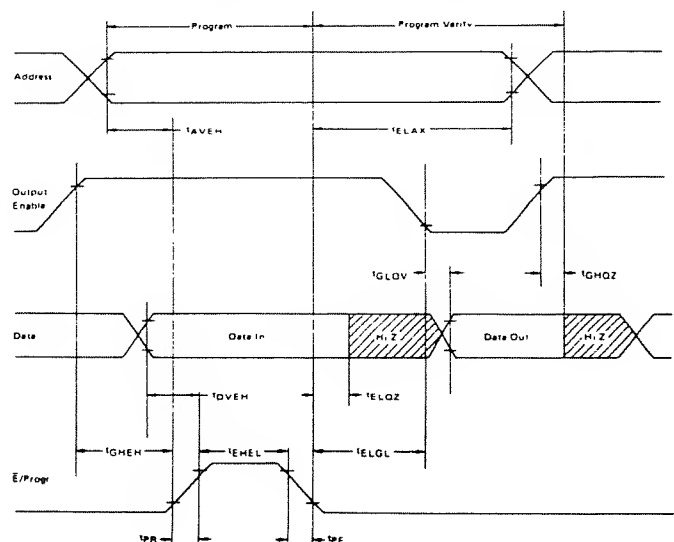 Program
Program Verify
Address
tAVEH
tELAX
Output
Enable
tGLQV
tGHQZ
Data
Data In
Hi Z
Data Out
Hi Z
tDVEH
tELQZ
tGHEH
tEHEL
tELGL
E̅/Progr
tPR
tPF